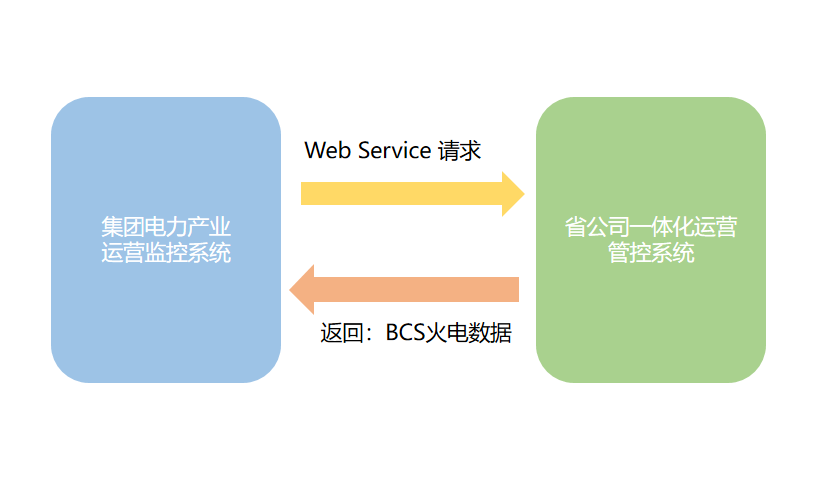 Web Service 请求
集团电力产业
运营监控系统
省公司一体化运营
管控系统
返回：BCS火电数据